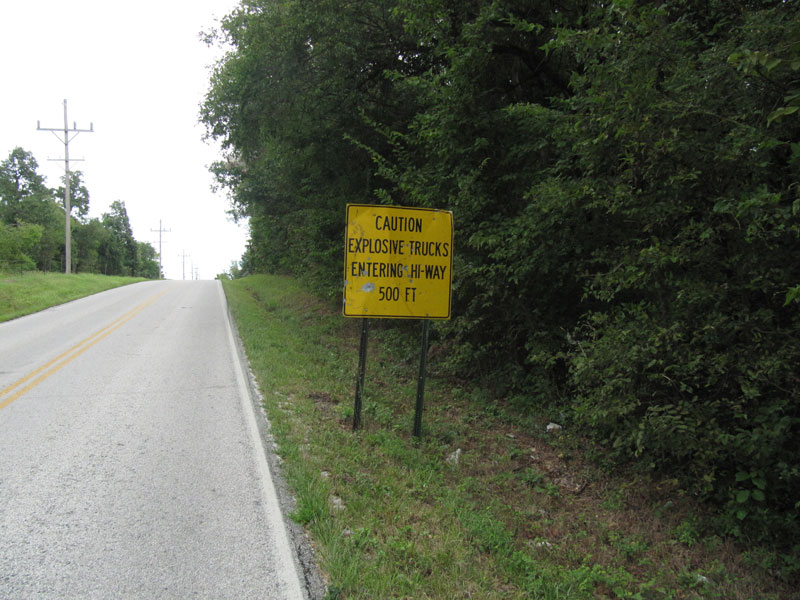 CAUTION
EXPLOSIVE TRUCKS
ENTERING HI-WAY
500 FT